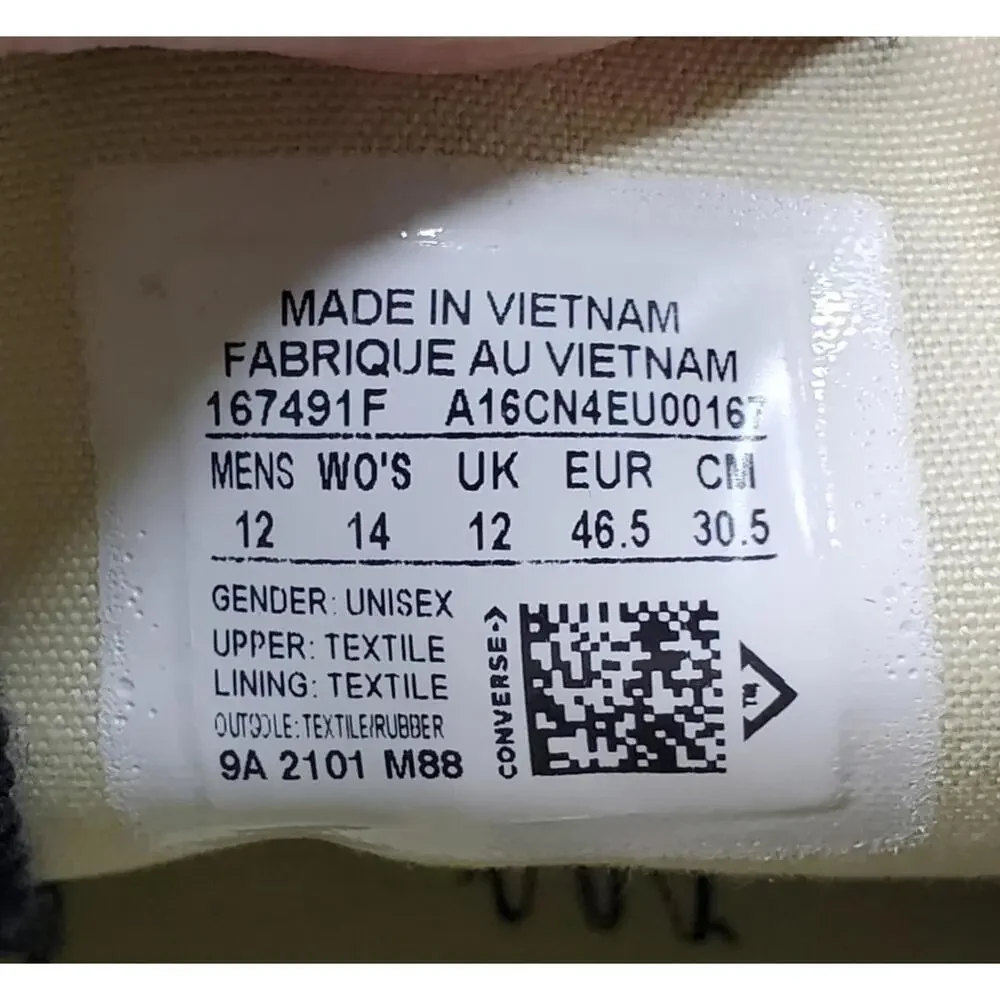 MADE IN VIETNAM
FABRIQUE AU VIETNAM
167491F A16CN4EU00167
MENS WO'S UK EUR CM
12 14 12 46.5 30.5
GENDER: UNISEX
UPPER: TEXTILE
LINING: TEXTILE
OUTSOLE: TEXTILE/RUBBER
9A 2101 M88
CONVERSE
TM